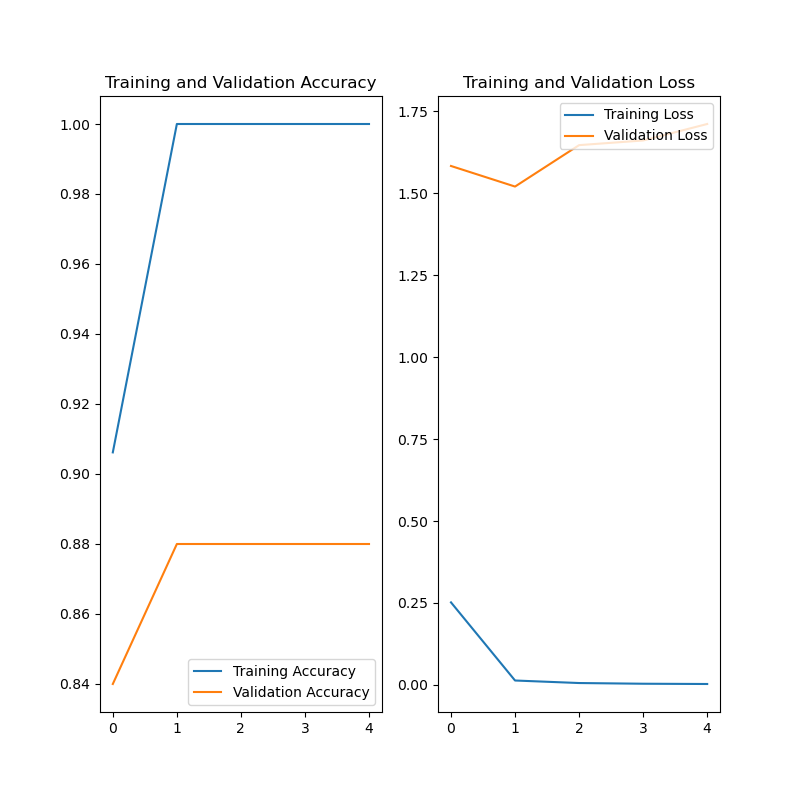 Training and Validation Accuracy
1.00
0.98
0.96
0.94
0.92
0.90
0.88
0.86
0.84
0 1 2 3 4
Training Accuracy
Validation Accuracy
Training and Validation Loss
1.75
1.50
1.25
1.00
0.75
0.50
0.25
0.00
0 1 2 3 4
Training Loss
Validation Loss